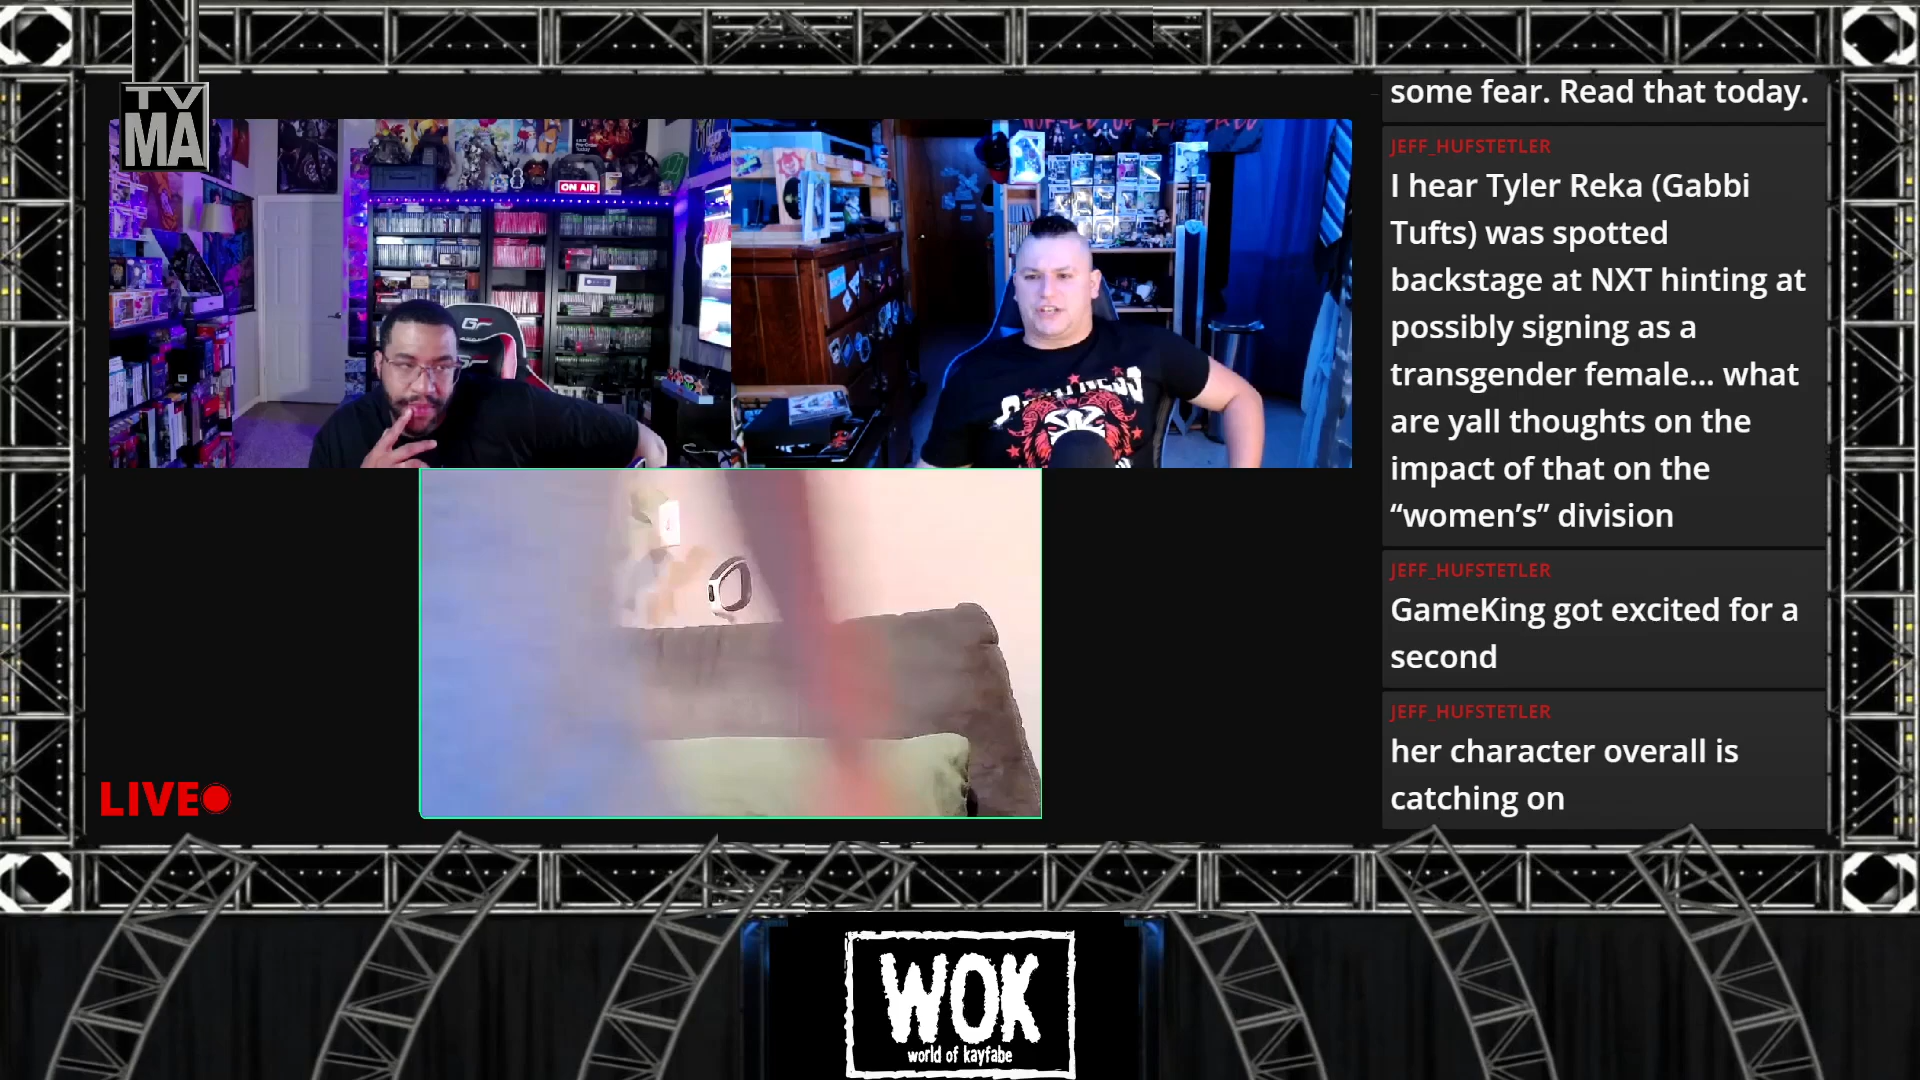 TV
MA
ON AIR
LIVE
some fear. Read that today.
JEFF_HUFSTETLER
I hear Tyler Reka (Gabbi
Tufts) was spotted
backstage at NXT hinting at
possibly signing as a
transgender female... what
are yall thoughts on the
impact of that on the
“women’s” division
JEFF_HUFSTETLER
GameKing got excited for a
second
JEFF_HUFSTETLER
her character overall is
catching on
WOK
world of kayfabe